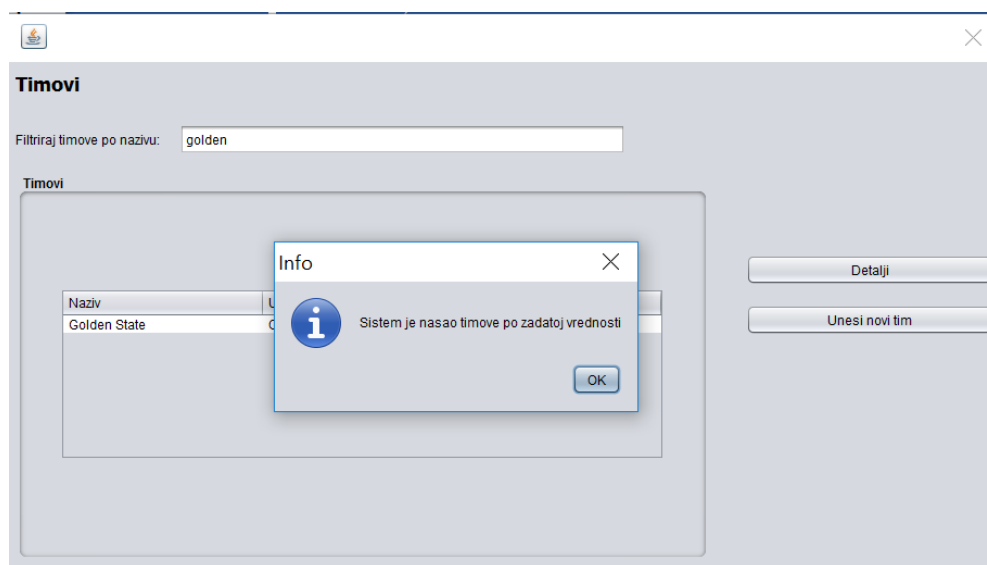 Timovi
Filtriraj timove po nazivu: golden
Timovi
Info
Sistem je nasao timove po zadatoj vrednosti
OK
Detalji
Unesi novi tim
Naziv
Golden State